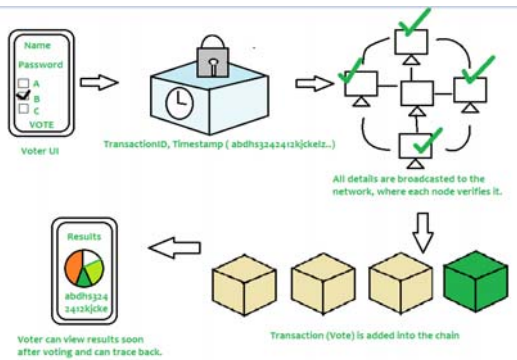 Name
Password
A
B
C
VOTE
Voter UI
TransactionID, Timestamp ( abdhs3242412kjckelz..)
All details are broadcasted to the
network, where each node verifies it.
Results
abdhs324
2412kjcke
Voter can view results soon
after voting and can trace back.
Transaction (Vote) is added into the chain